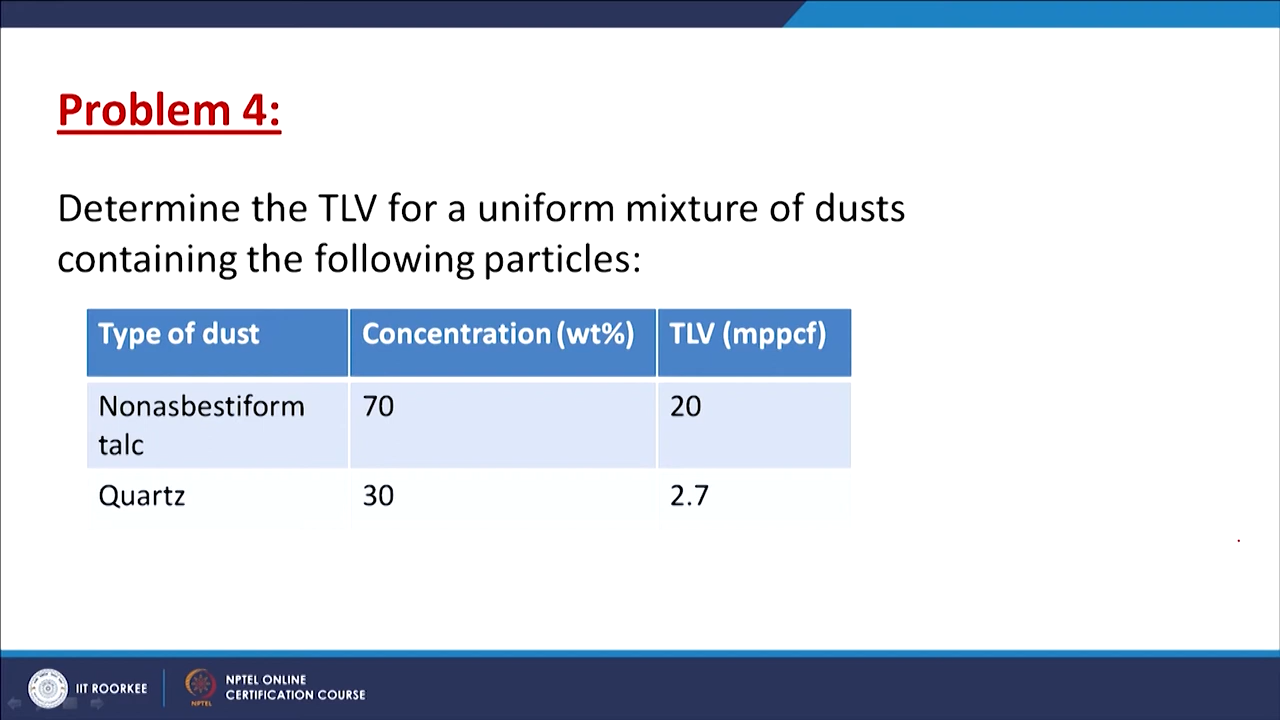 Problem 4:
Determine the TLV for a uniform mixture of dusts
containing the following particles:
Type of dust Concentration (wt%) TLV (mppcf)
Nonasbestiform 70 20
talc
Quartz 30 2.7
IIT ROORKEE
NPTEL
NPTEL ONLINE
CERTIFICATION COURSE